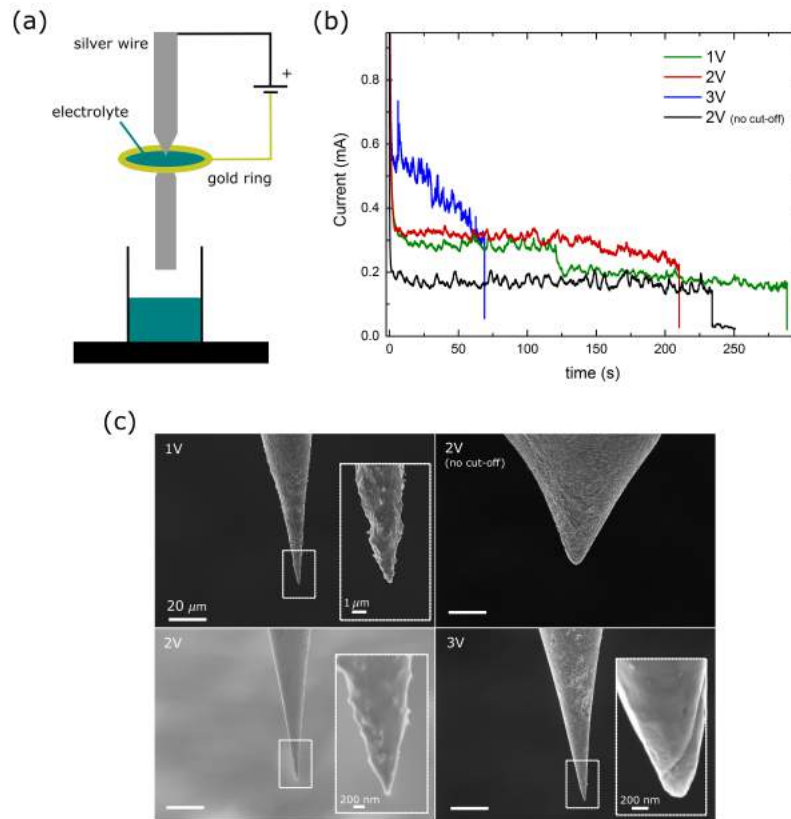 (a)
silver wire
+
electrolyte
gold ring
(b)
1V
2V
3V
2V (no cut-off)
Current (mA)
0.8
0.6
0.4
0.2
0.0
0 50 100 150 200 250
time (s)
(c)
1V
20 μm
1 μm
2V
(no cut-off)
2V
200 nm
3V
200 nm